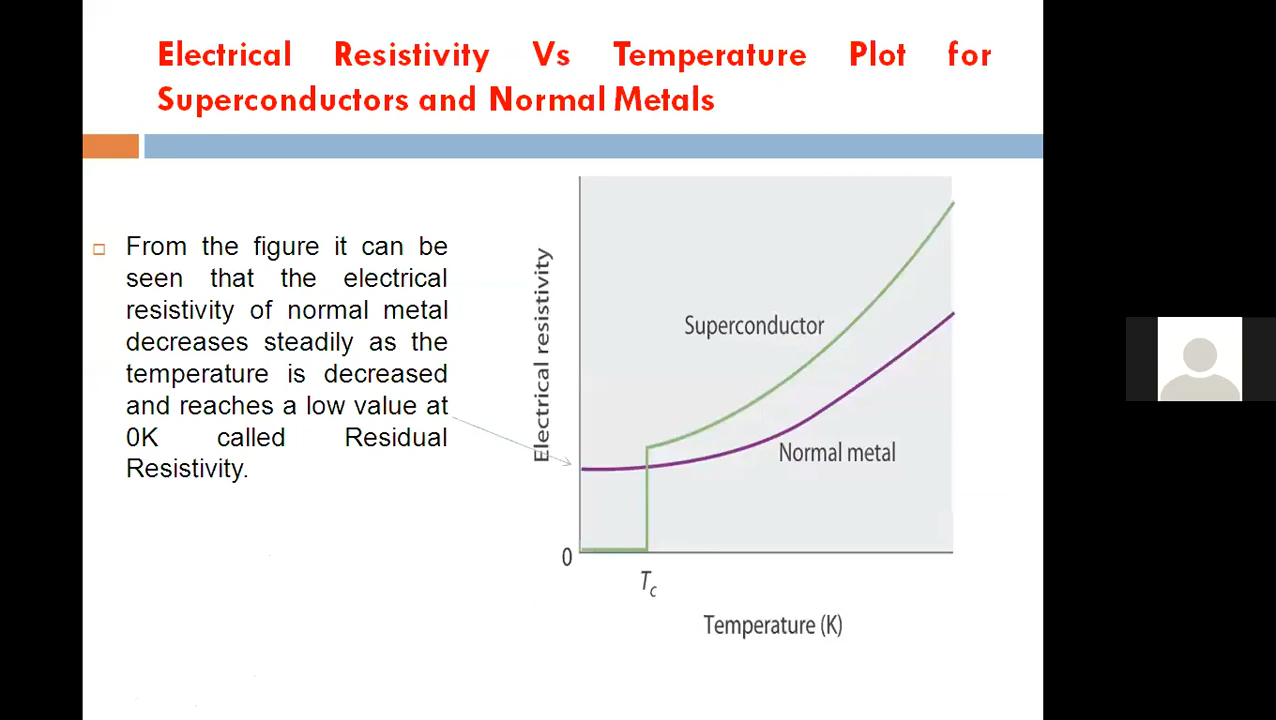 Electrical Resistivity Vs Temperature Plot for
Superconductors and Normal Metals
From the figure it can be
seen that the electrical
resistivity of normal metal
decreases steadily as the
temperature is decreased
and reaches a low value at
0K called Residual
Resistivity.
Electrical resistivity
Superconductor
Normal metal
0
Tc
Temperature (K)